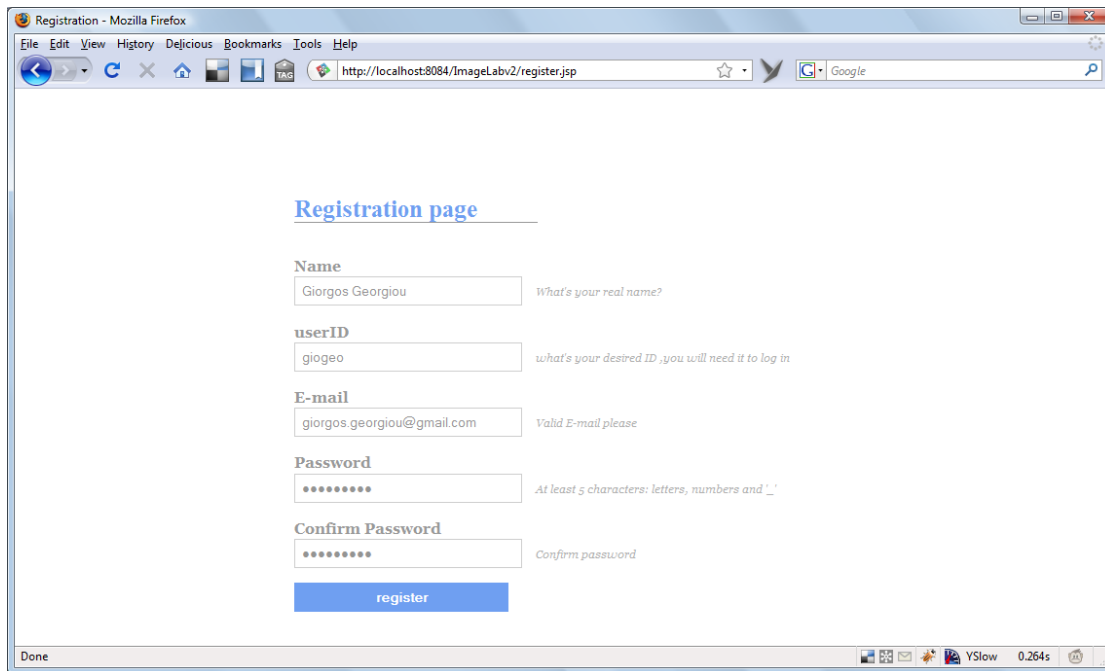 Registration - Mozilla Firefox
File Edit View History Delicious Bookmarks Tools Help
TAG http://localhost:8084/ImageLabv2/register.jsp G Google
Registration page
Name
Giorgos Georgiou What's your real name?
userID
giogeo what's your desired ID ,you will need it to log in
E-mail
giorgos.georgiou@gmail.com Valid E-mail please
Password
●●●●●●●●● At least 5 characters: letters, numbers and '_'
Confirm Password
●●●●●●●●● Confirm password
register
Done YSlow 0.264s